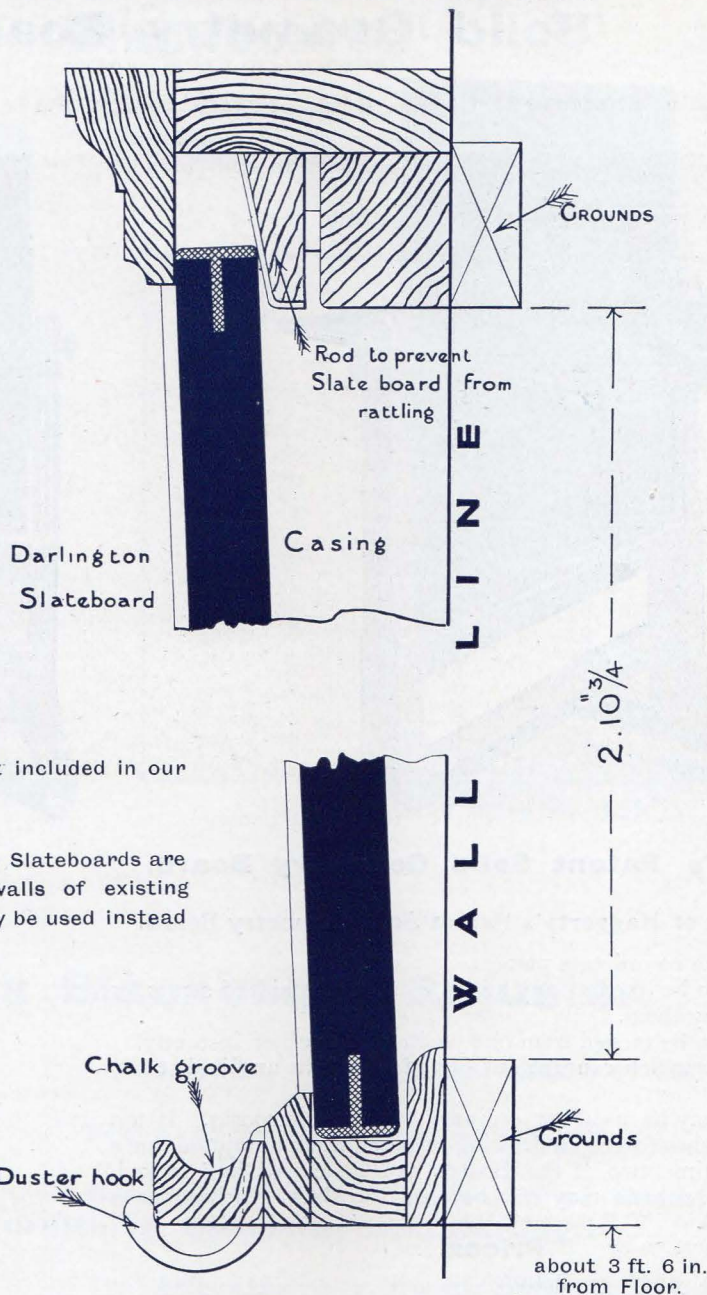 GROUNDS
Rod to prevent
Slate board from
rattling
Darlington
Slateboard
Casing
WALL LINE
2.10"3/4
included in our
Slateboards are
walls of existing
be used instead
Chalk groove
Duster hook
Grounds
about 3 ft. 6 in.
from Floor.